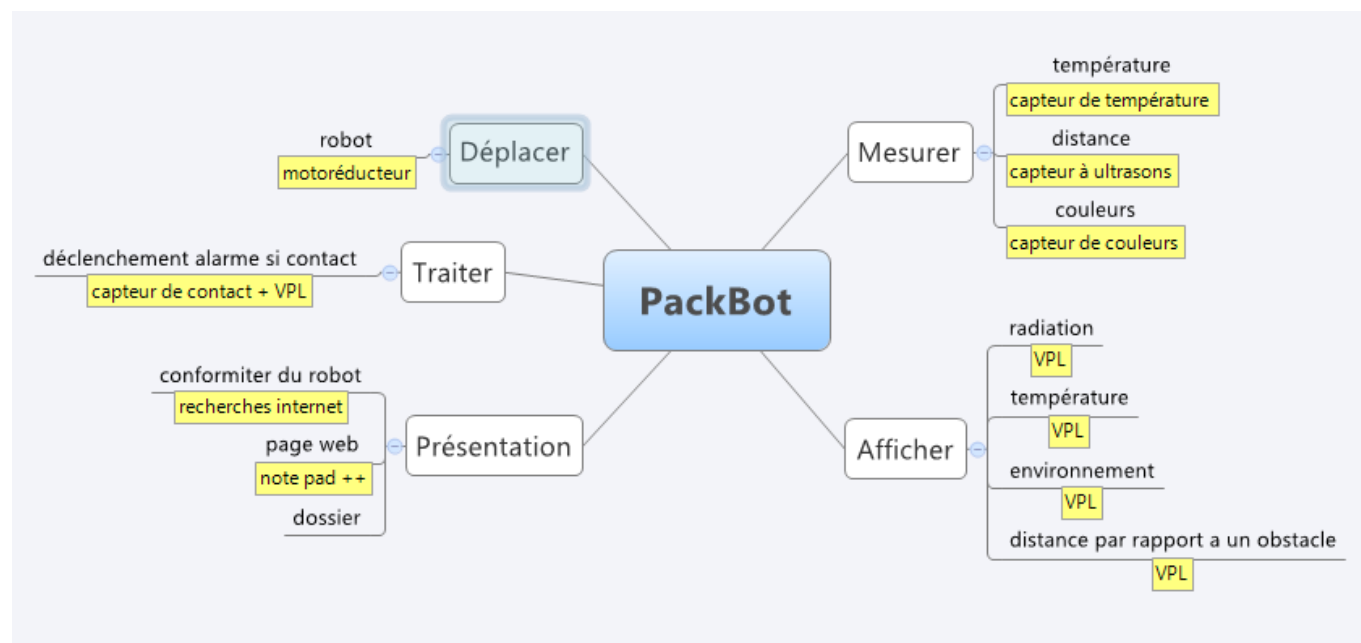 PackBot
Déplacer
robot
motoréducteur
Traiter
déclenchement alarme si contact
capteur de contact + VPL
Présentation
conformiter du robot
recherches internet
page web
note pad ++
dossier
Mesurer
température
capteur de température
distance
capteur à ultrasons
couleurs
capteur de couleurs
Afficher
radiation
VPL
température
VPL
environnement
VPL
distance par rapport a un obstacle
VPL